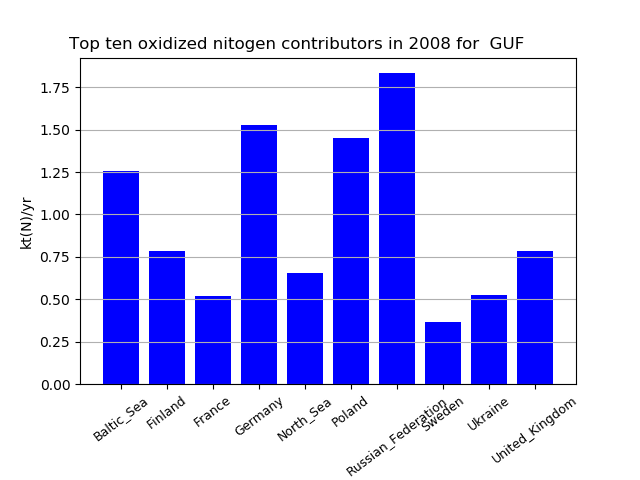 Top ten oxidized nitogen contributors in 2008 for  GUF
kt(N)/yr
1.75
1.50
1.25
1.00
0.75
0.50
0.25
0.00
Baltic_Sea
Finland
France
Germany
North_Sea
Poland
Russian_Federation
Sweden
Ukraine
United_Kingdom